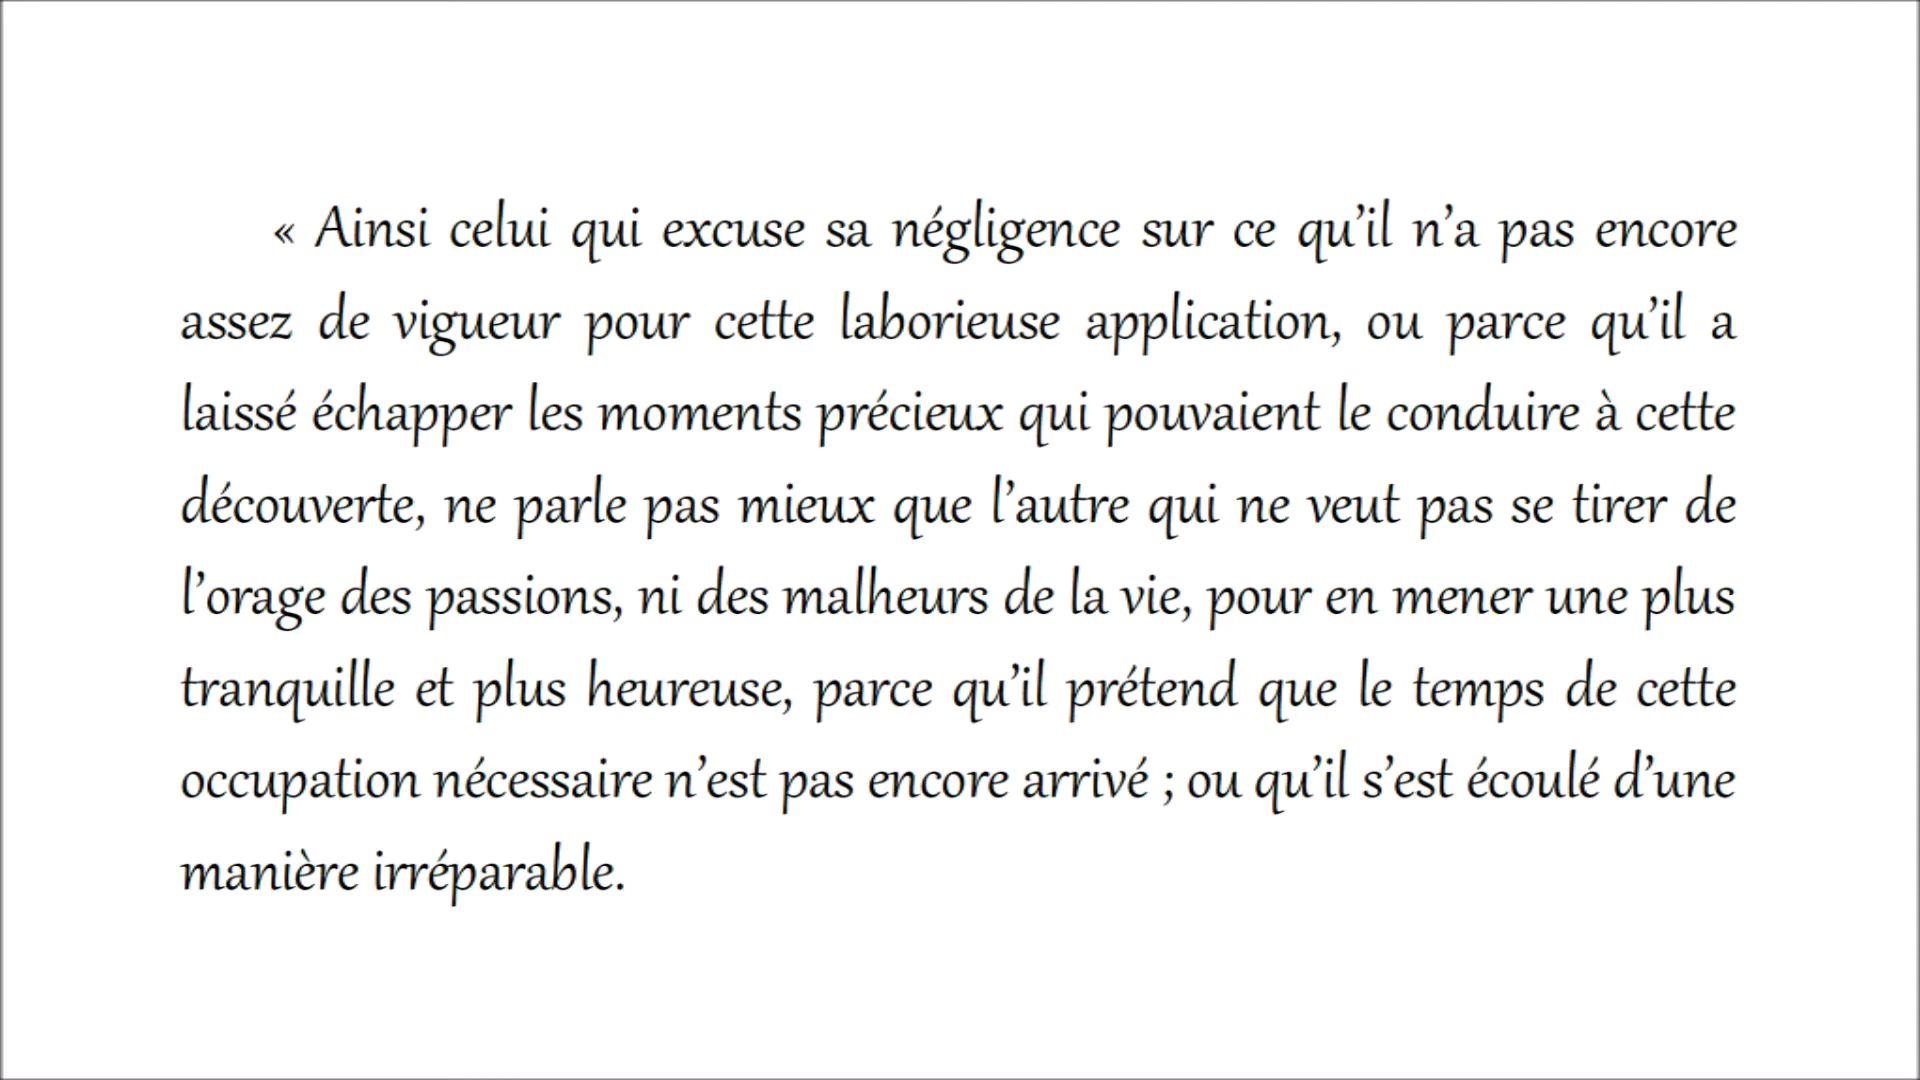 « Ainsi celui qui excuse sa négligence sur ce qu’il n’a pas encore
assez de vigueur pour cette laborieuse application, ou parce qu’il a
laissé échapper les moments précieux qui pouvaient le conduire à cette
découverte, ne parle pas mieux que l’autre qui ne veut pas se tirer de
l’orage des passions, ni des malheurs de la vie, pour en mener une plus
tranquille et plus heureuse, parce qu’il prétend que le temps de cette
occupation nécessaire n’est pas encore arrivé ; ou qu’il s’est écoulé d’une
manière irréparable.